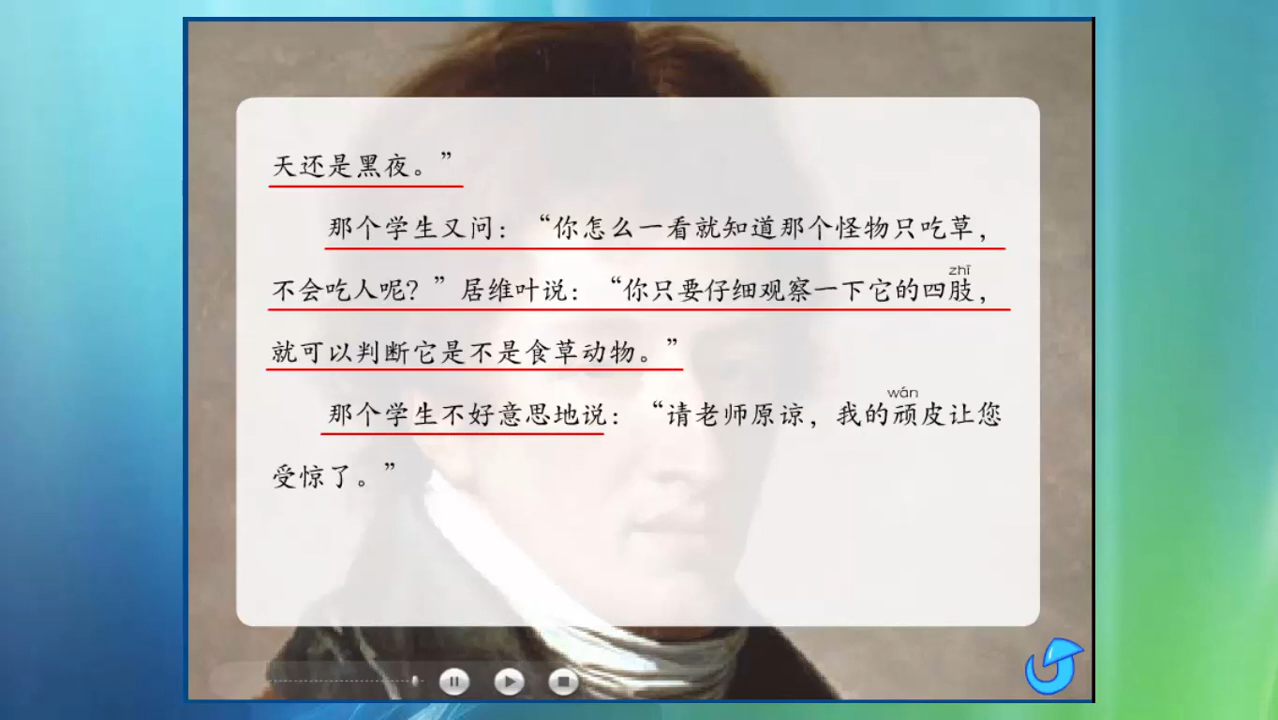 天还是黑夜。”
那个学生又问：“你怎么一看就知道那个怪物只吃草，
zhī
不会吃人呢？”居维叶说：“你只要仔细观察一下它的四肢，
就可以判断它是不是食草动物。”
wán
那个学生不好意思地说：“请老师原谅，我的顽皮让您
受惊了。”